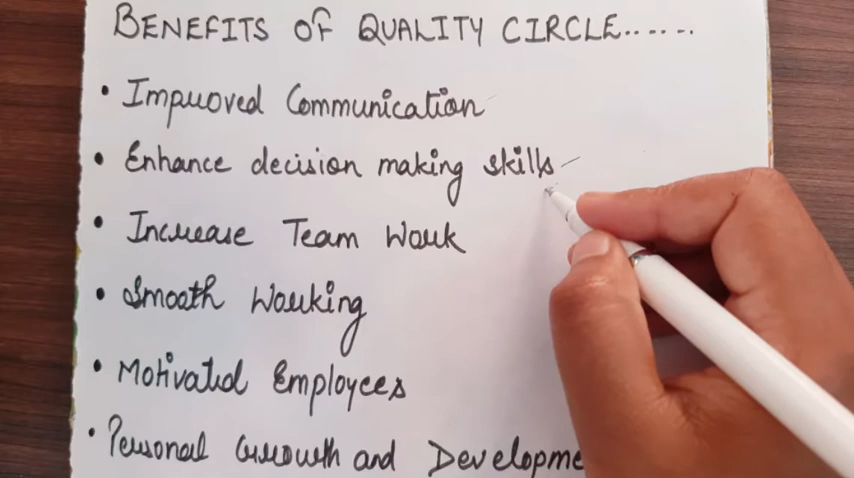 BENEFITS OF QUALITY CIRCLE......
• Improved Communication
• Enhance decision making skills
• Increase Team Work
• Smooth Working
• Motivated Employees
• Personal Growth and Developme